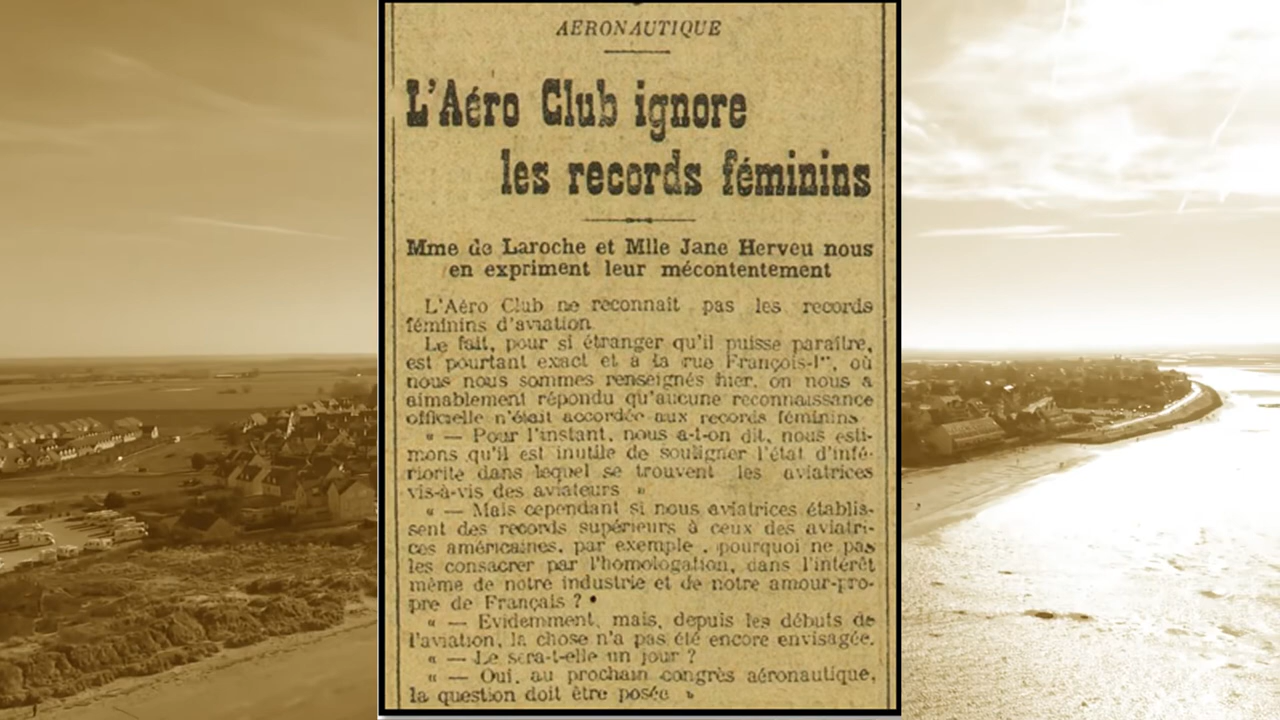 AERONAUTIQUE
L'Aéro Club ignore
les records féminins
Mme de Laroche et Mlle Jane Herveu nous
en expriment leur mécontentement
L'Aéro Club ne reconnait pas les records
féminins d'aviation
Le fait, pour si étranger qu'il puisse paraître,
est pourtant exact et à la rue François-Iᵉʳ, où
nous nous sommes renseignés hier, on nous a
aimablement répondu qu'aucune reconnaissance
officielle n'était accordée aux records féminins
« — Pour l'instant, nous a-t-on dit, nous esti-
mons qu'il est inutile de souligner l'état d'infé-
riorité dans lequel se trouvent les aviatrices
vis-à-vis des aviateurs »
« — Mais cependant si nous aviatrices établis-
sent des records supérieurs à ceux des aviatri-
ces américaines, par exemple, pourquoi ne pas
les consacrer par l'homologation, dans l'intérêt
même de notre industrie et de notre amour-pro-
pre de Français ? •
« — Evidemment, mais, depuis les débuts de
l'aviation, la chose n'a pas été encore envisagée.
« — Le sera-t-elle un jour ?
« — Oui, au prochain congrès aéronautique,
la question doit être posée »